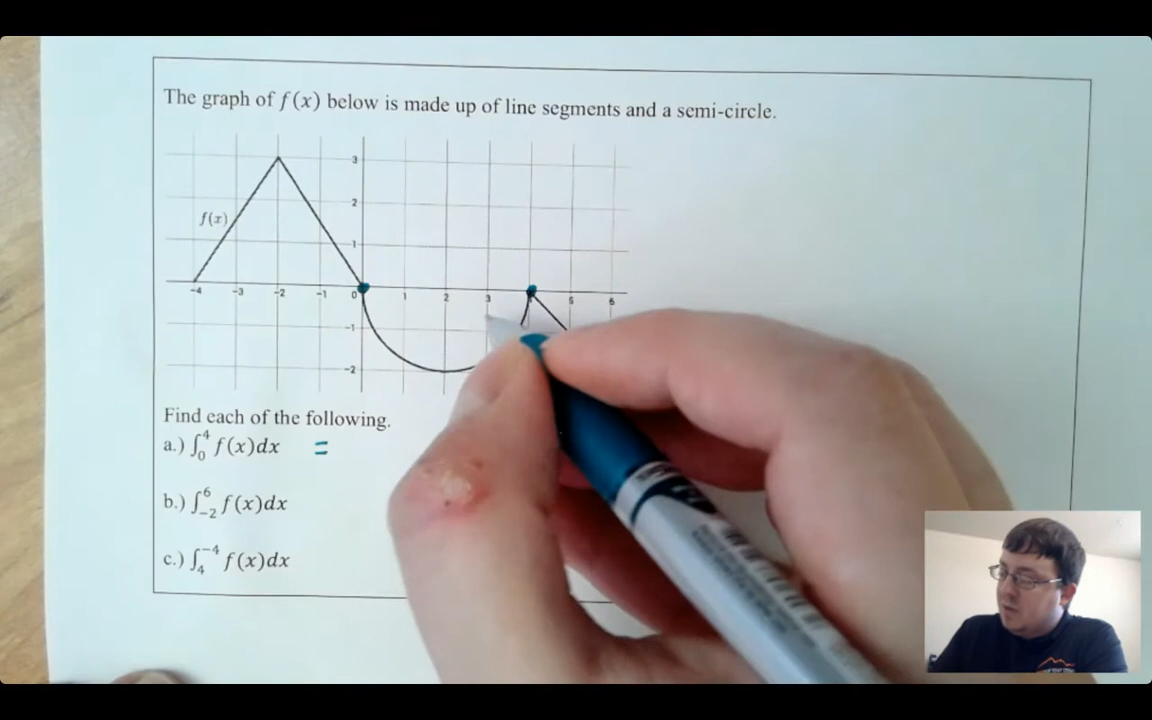 The graph of f(x) below is made up of line segments and a semi-circle.
3
2
f(x)
1
-4 -3 -2 -1 0 1 2 3 5 6
-1
-2
Find each of the following.
a.) ∫₀⁴ f(x)dx =
b.) ∫₋₂⁶ f(x)dx
c.) ∫₄⁻⁴ f(x)dx